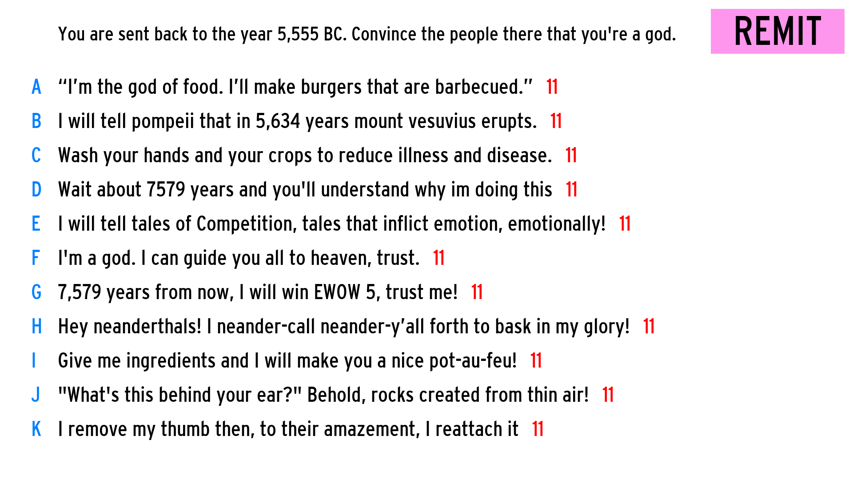 You are sent back to the year 5,555 BC. Convince the people there that you're a god.
REMIT
A “I’m the god of food. I’ll make burgers that are barbecued.” 11
B I will tell pompeii that in 5,634 years mount vesuvius erupts. 11
C Wash your hands and your crops to reduce illness and disease. 11
D Wait about 7579 years and you'll understand why im doing this 11
E I will tell tales of Competition, tales that inflict emotion, emotionally! 11
F I'm a god. I can guide you all to heaven, trust. 11
G 7,579 years from now, I will win EWOW 5, trust me! 11
H Hey neanderthals! I neander-call neander-y’all forth to bask in my glory! 11
I Give me ingredients and I will make you a nice pot-au-feu! 11
J "What's this behind your ear?" Behold, rocks created from thin air! 11
K I remove my thumb then, to their amazement, I reattach it 11